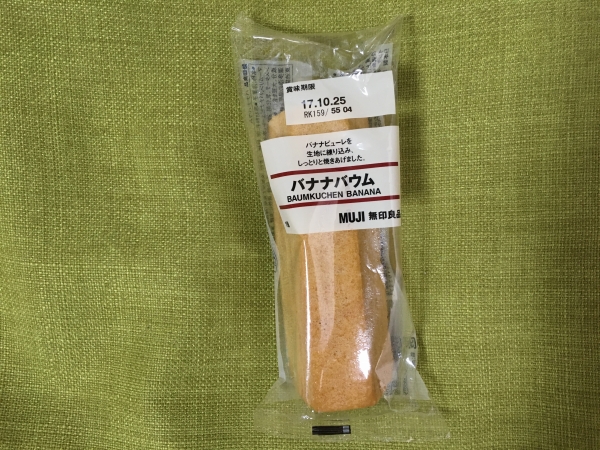 賞味期限
17.10.25
RK159/ 55 04
バナナピューレを
生地に練り込み、
しっとりと焼きあげました。
バナナバウム
BAUMKUCHEN BANANA
MUJI 無印良品